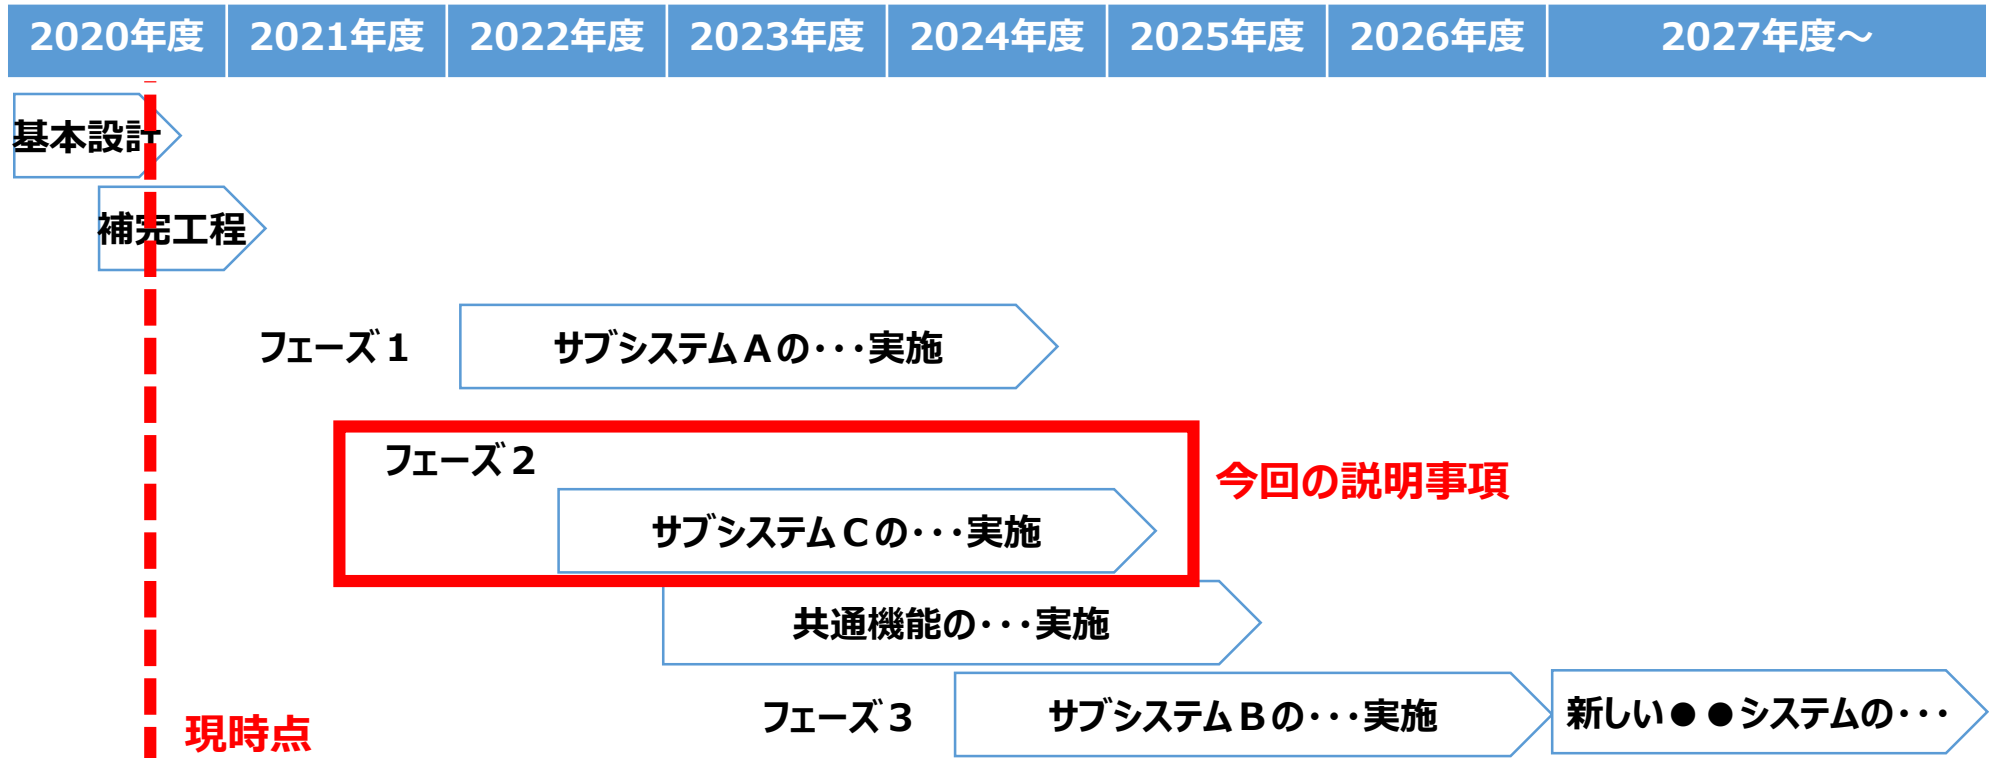 2020年度 2021年度 2022年度 2023年度 2024年度 2025年度 2026年度 2027年度～
基本設計
補完工程
フェーズ１ サブシステムＡの･･･実施
フェーズ２
今回の説明事項
サブシステムＣの･･･実施
共通機能の･･･実施
フェーズ３ サブシステムＢの･･･実施 新しい●●システムの･･･
現時点